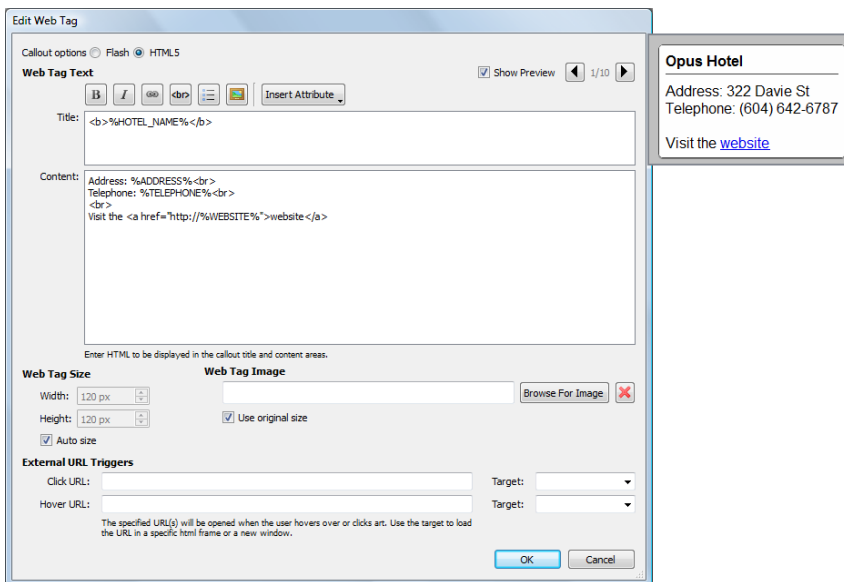 Edit Web Tag
Callout options Flash HTML5
Web Tag Text
Show Preview 1/10
B I <br> Insert Attribute
Title: <b>%HOTEL_NAME%</b>
Content: Address: %ADDRESS%<br>
Telephone: %TELEPHONE%<br>
<br>
Visit the <a href="http://%WEBSITE%">website</a>
Enter HTML to be displayed in the callout title and content areas.
Web Tag Size
Width: 120 px
Height: 120 px
Auto size
Web Tag Image
Browse For Image
Use original size
External URL Triggers
Click URL: Target:
Hover URL: Target:
The specified URL(s) will be opened when the user hovers over or clicks art. Use the target to load
the URL in a specific html frame or a new window.
OK Cancel
Opus Hotel
Address: 322 Davie St
Telephone: (604) 642-6787
Visit the website